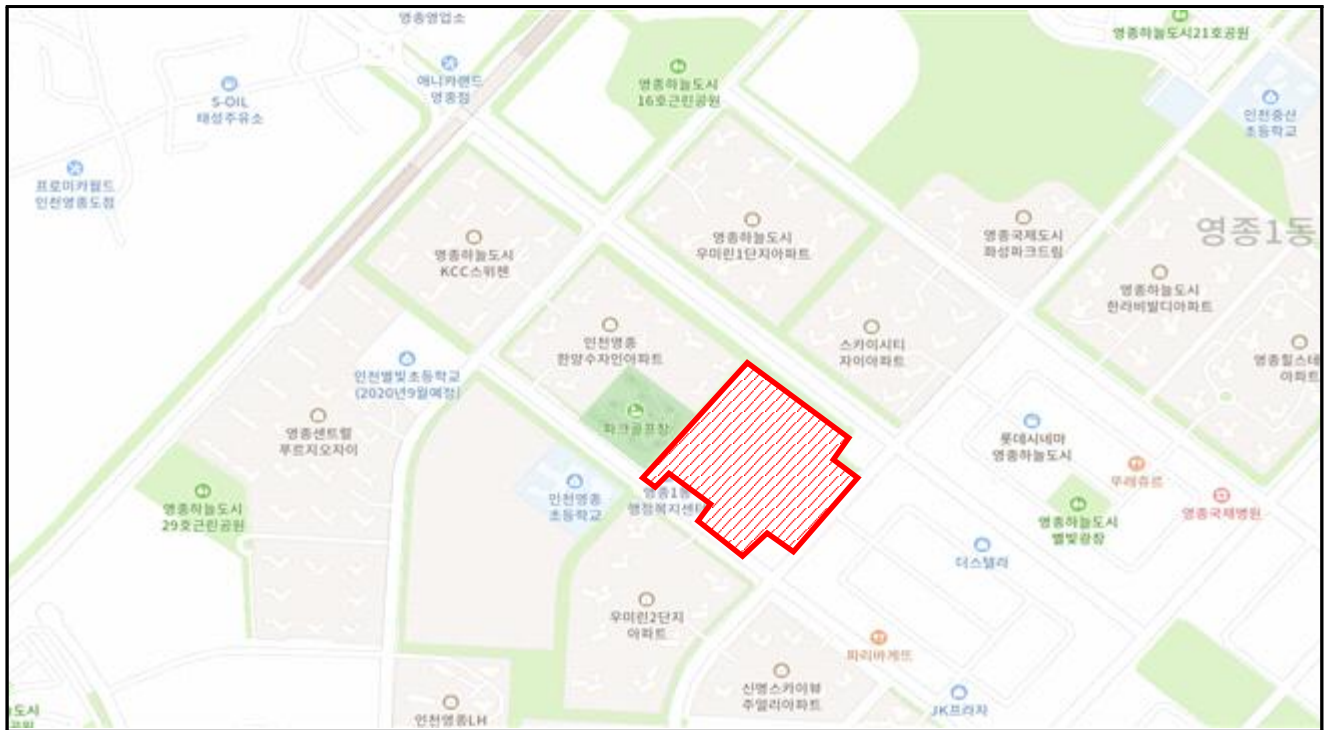 영종영업소
영종하늘도시21호공원
애니카랜드
영종점
영종하늘도시
16호근린공원
S-OIL
태성주유소
인천중산
초등학교
프로미카월드
인천영종도점
영종하늘도시
KCC스위첸
영종하늘도시
우미린1단지아파트
영종국제도시
화성파크드림
영종1동
영종하늘도시
한라비발디아파트
인천영종
한양수자인아파트
스카이시티
자이아파트
영종힐스테
아파트
인천별빛초등학교
(2020년9월예정)
영종센트럴
푸르지오자이
파크골프장
롯데시네마
영종하늘도시
뚜레쥬르
영종국제병원
영종하늘도시
29호근린공원
인천영종
초등학교
영종1동
행정복지센터
영종하늘도시
별빛광장
더스텔라
우미린2단지
아파트
파리바게뜨
신명스카이뷰
주얼리아파트
JK프라자
인천영종LH